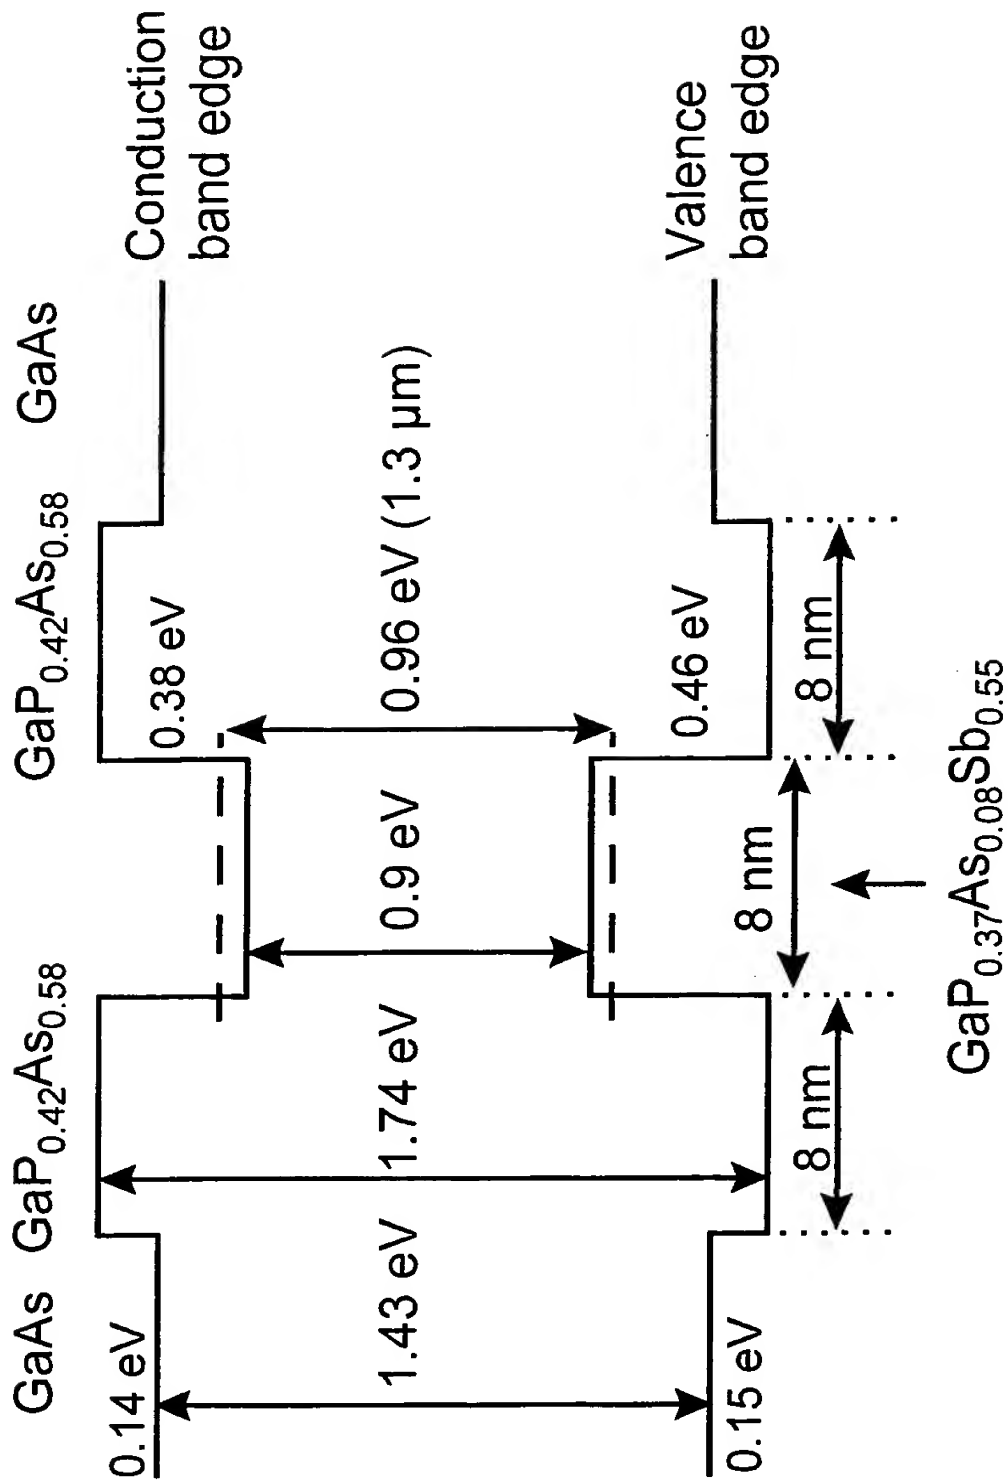 GaAs
GaP0.42As0.58
GaP0.42As0.58
GaAs
0.14 eV
0.38 eV
Conduction
band edge
1.43 eV
1.74 eV
0.9 eV
0.96 eV (1.3 µm)
0.15 eV
0.46 eV
Valence
band edge
8 nm
8 nm
8 nm
GaP0.37As0.08Sb0.55